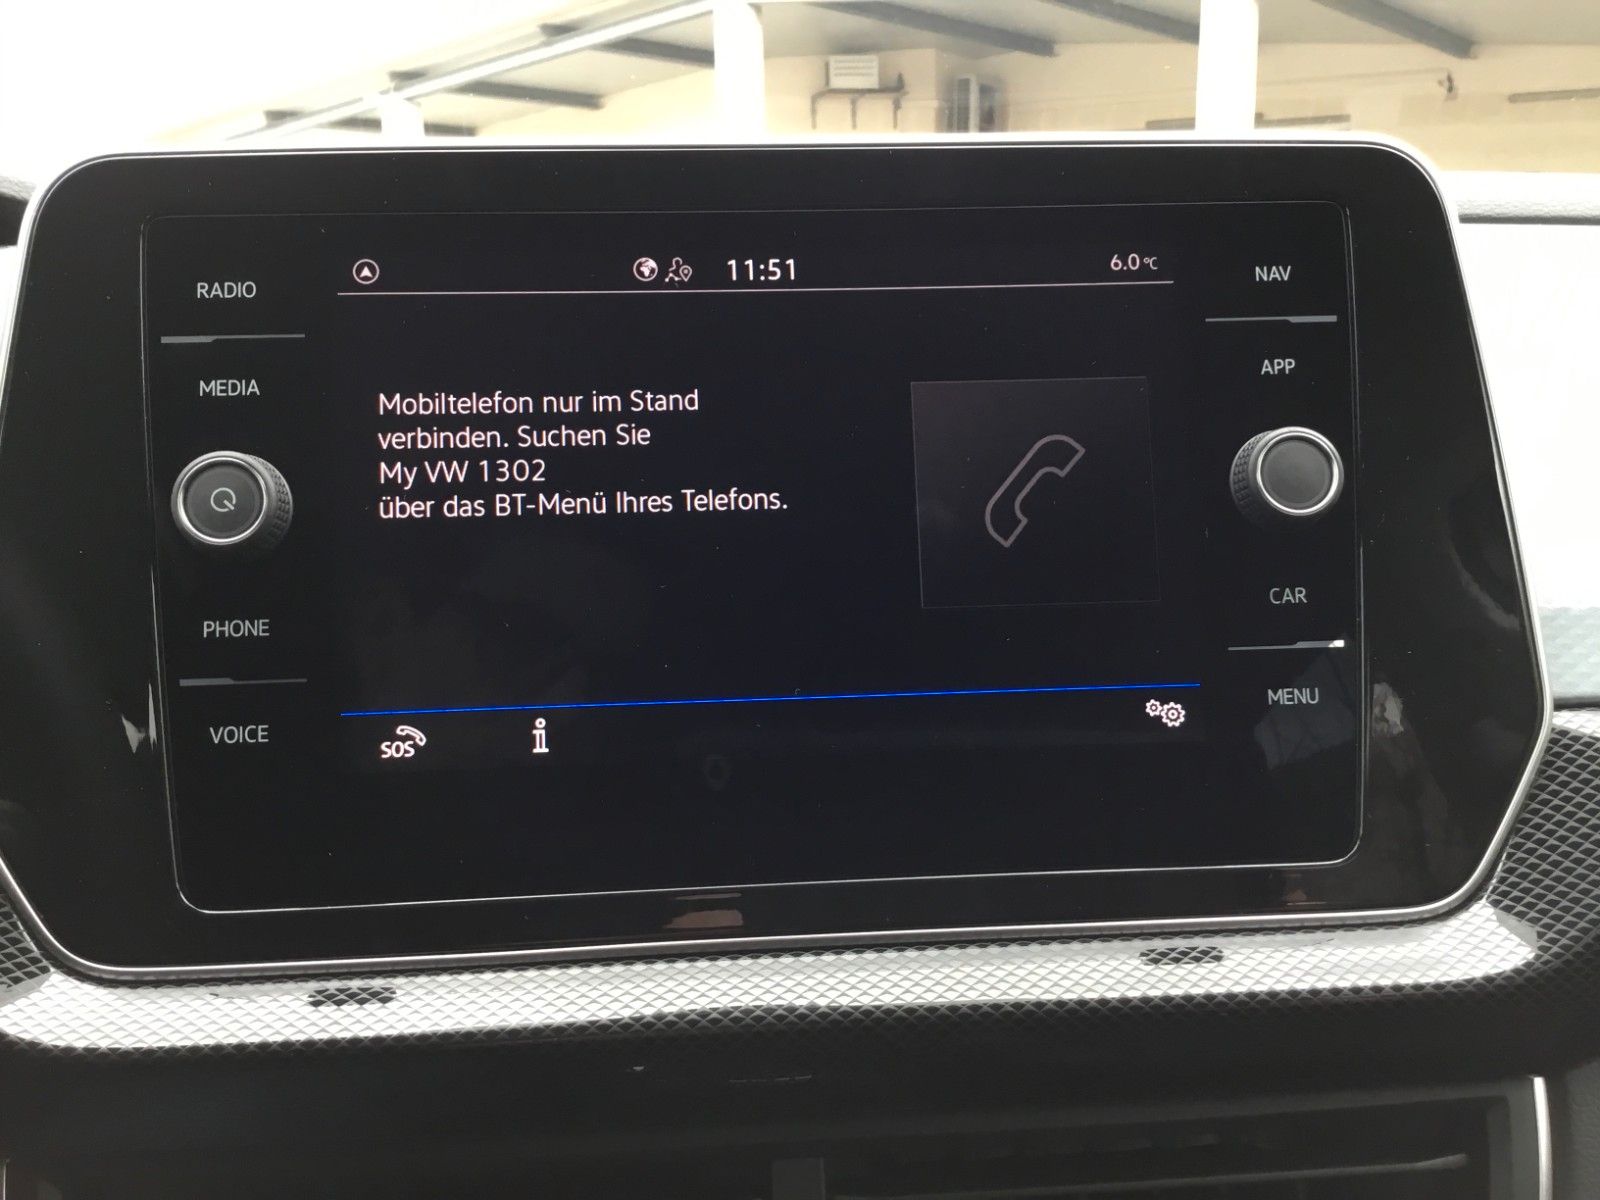 11:51
6.0 °C
RADIO
MEDIA
PHONE
VOICE
Mobiltelefon nur im Stand
verbinden. Suchen Sie
My VW 1302
über das BT-Menü Ihres Telefons.
SOS
i
NAV
APP
CAR
MENU